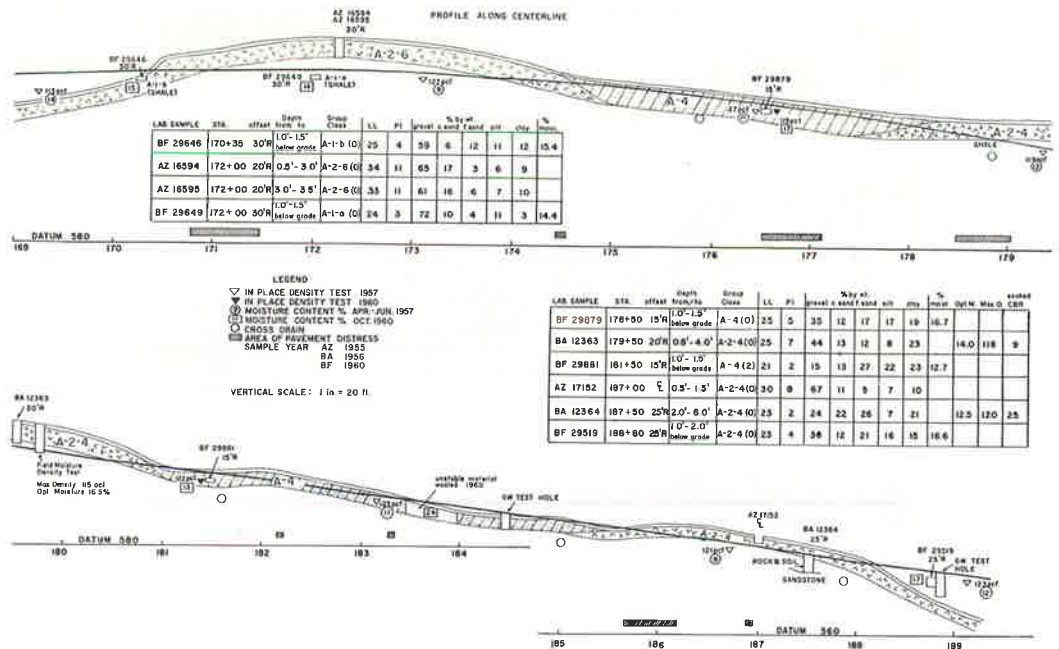 PROFILE ALONG CENTERLINE
AZ 16594
AZ 16595
20'R
A-2-6
BF 29646
30'R
A-1-b
(SHALE)
15
14
BF 29649
30'R
14
A-1-a
(SHALE)
122pcf
9
A-4
BF 29879
15'R
17
A-2-4
SHALE
12
LAB. SAMPLE STA. offset Depth from/to Group Class LL PI % by wt. gravel c.sand f.sand silt clay % moist.
BF 29646 170+35 30'R 1.0'-1.5' below grade A-1-b (0) 25 4 59 6 12 11 12 15.4
AZ 16594 172+00 20'R 0.5'-3.0' A-2-6(0) 34 11 65 17 3 6 9
AZ 16595 172+00 20'R 3.0'-3.5' A-2-6(0) 33 11 61 16 6 7 10
BF 29649 172+00 30'R 1.0'-1.5' below grade A-1-a (0) 24 3 72 10 4 11 3 14.4
DATUM 560
169 170 171 172 173 174 175 176 177 178 179
LEGEND
IN PLACE DENSITY TEST 1957
IN PLACE DENSITY TEST 1960
MOISTURE CONTENT % APR.-JUN. 1957
MOISTURE CONTENT % OCT. 1960
CROSS DRAIN
AREA OF PAVEMENT DISTRESS
SAMPLE YEAR AZ 1955
BA 1956
BF 1960
VERTICAL SCALE: 1 in = 20 ft.
LAB. SAMPLE STA. offset Depth from/to Group Class LL PI % by wt. gravel c.sand f.sand silt clay % moist. Opt M. Max. D. soaked CBR
BF 29879 176+50 15'R 1.0'-1.5' below grade A-4(0) 25 5 35 12 17 17 19 16.7
BA 12363 179+50 20'R 0.8'-4.0' A-2-4(0) 25 7 44 13 12 8 23 14.0 118 9
BF 29881 181+50 15'R 1.0'-1.5' below grade A-4(2) 21 2 15 13 27 22 23 12.7
AZ 17152 187+00 ℄ 0.5'-1.5' A-2-4(0) 30 8 67 11 5 7 10
BA 12364 187+50 25'R 2.0'-6.0' A-2-4(0) 23 2 24 22 26 7 21 12.5 120 25
BF 29519 188+80 25'R 1.0'-2.0' below grade A-2-4(0) 23 4 36 12 21 16 15 16.6
BA 12363
20'R
A-2-4
Field Moisture
Density Test
Max Density 115 pcf
Opt. Moisture 16.5%
BF 29881
15'R
13
A-4
unstable material
wasted 1960
11
GW TEST HOLE
A-2-4
AZ 17152
℄
121pcf
ROCK & SOIL
SANDSTONE
BA 12364
25'R
BF 29519
25'R
GW TEST
HOLE
17
123pcf
12
DATUM 580
180 181 182 183 184
DATUM 560
185 186 187 188 189